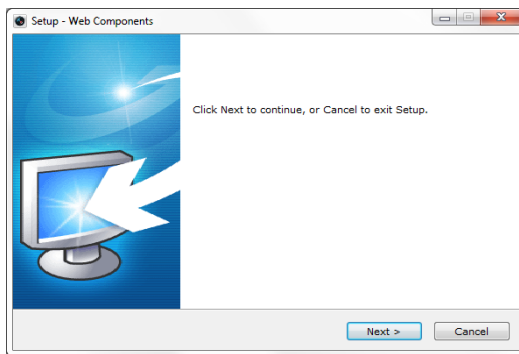 Setup - Web Components
Click Next to continue, or Cancel to exit Setup.
Next >
Cancel